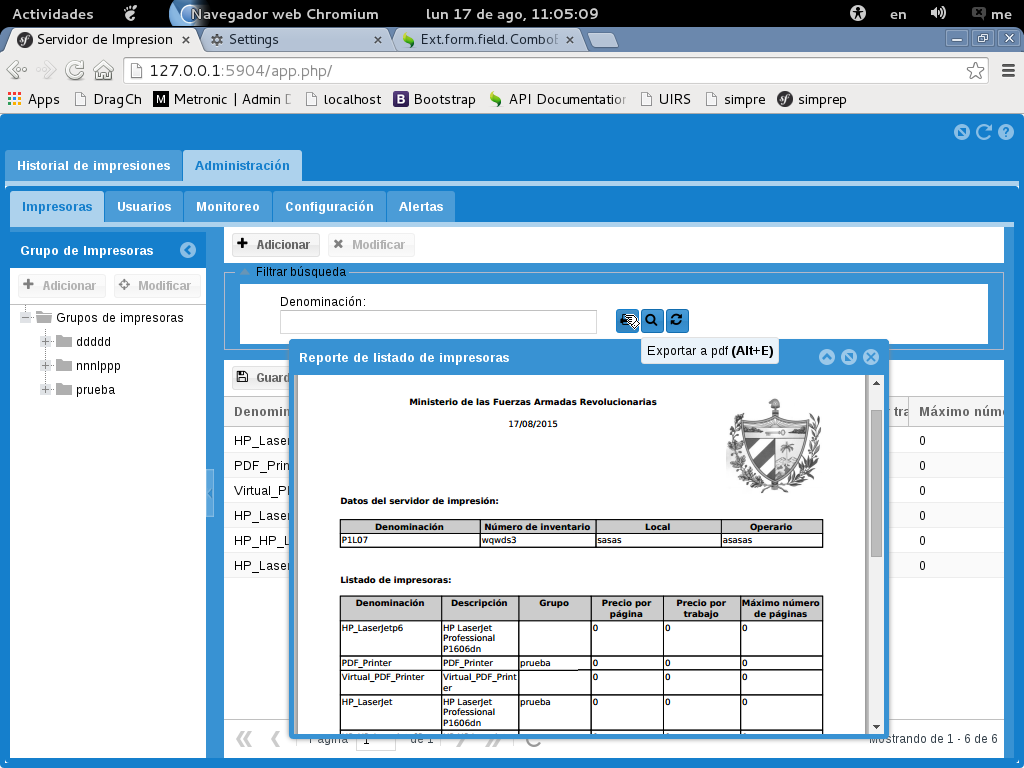 Actividades
Navegador web Chromium
lun 17 de ago, 11:05:09
en
me
Servidor de Impresion
Settings
Ext.form.field.Combo
127.0.0.1:5904/app.php/
Apps
DragCh
Metronic | Admin
localhost
Bootstrap
API Documentation
UIRS
simpre
simprep
Historial de impresiones
Administración
Impresoras
Usuarios
Monitoreo
Configuración
Alertas
Grupo de Impresoras
Adicionar
Modificar
Grupos de impresoras
ddddd
nnnlppp
prueba
Adicionar
Modificar
Filtrar búsqueda
Denominación:
Exportar a pdf (Alt+E)
Guard
Denomin
tra
Máximo núme
HP_Laser 0
PDF_Prin 0
Virtual_P 0
HP_Laser 0
HP_HP_L 0
HP_Laser 0
Reporte de listado de impresoras
Ministerio de las Fuerzas Armadas Revolucionarias
17/08/2015
Datos del servidor de impresión:
Denominación Número de inventario Local Operario
P1L07 wqwds3 sasas asasas
Listado de impresoras:
Denominación Descripción Grupo Precio por página Precio por trabajo Máximo número de páginas
HP_LaserJetp6 HP LaserJet Professional P1606dn 0 0 0
PDF_Printer PDF_Printer prueba 0 0 0
Virtual_PDF_Printer Virtual_PDF_Printer 0 0 0
HP_LaserJet HP LaserJet Professional P1606dn prueba 0 0 0
Página 1 de 1
Mostrando de 1 - 6 de 6